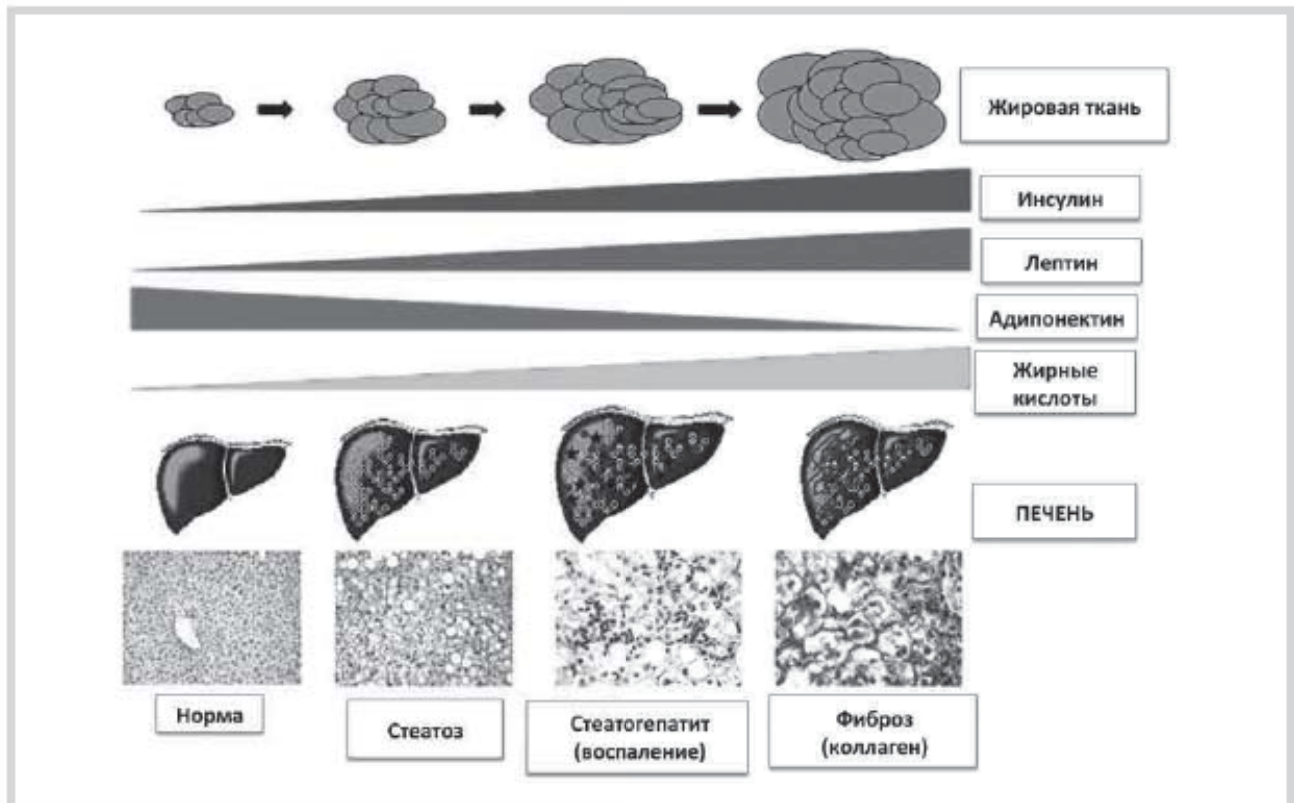 Жировая ткань
Инсулин
Лептин
Адипонектин
Жирные
кислоты
ПЕЧЕНЬ
Норма
Стеатоз
Стеатогепатит
(воспаление)
Фиброз
(коллаген)